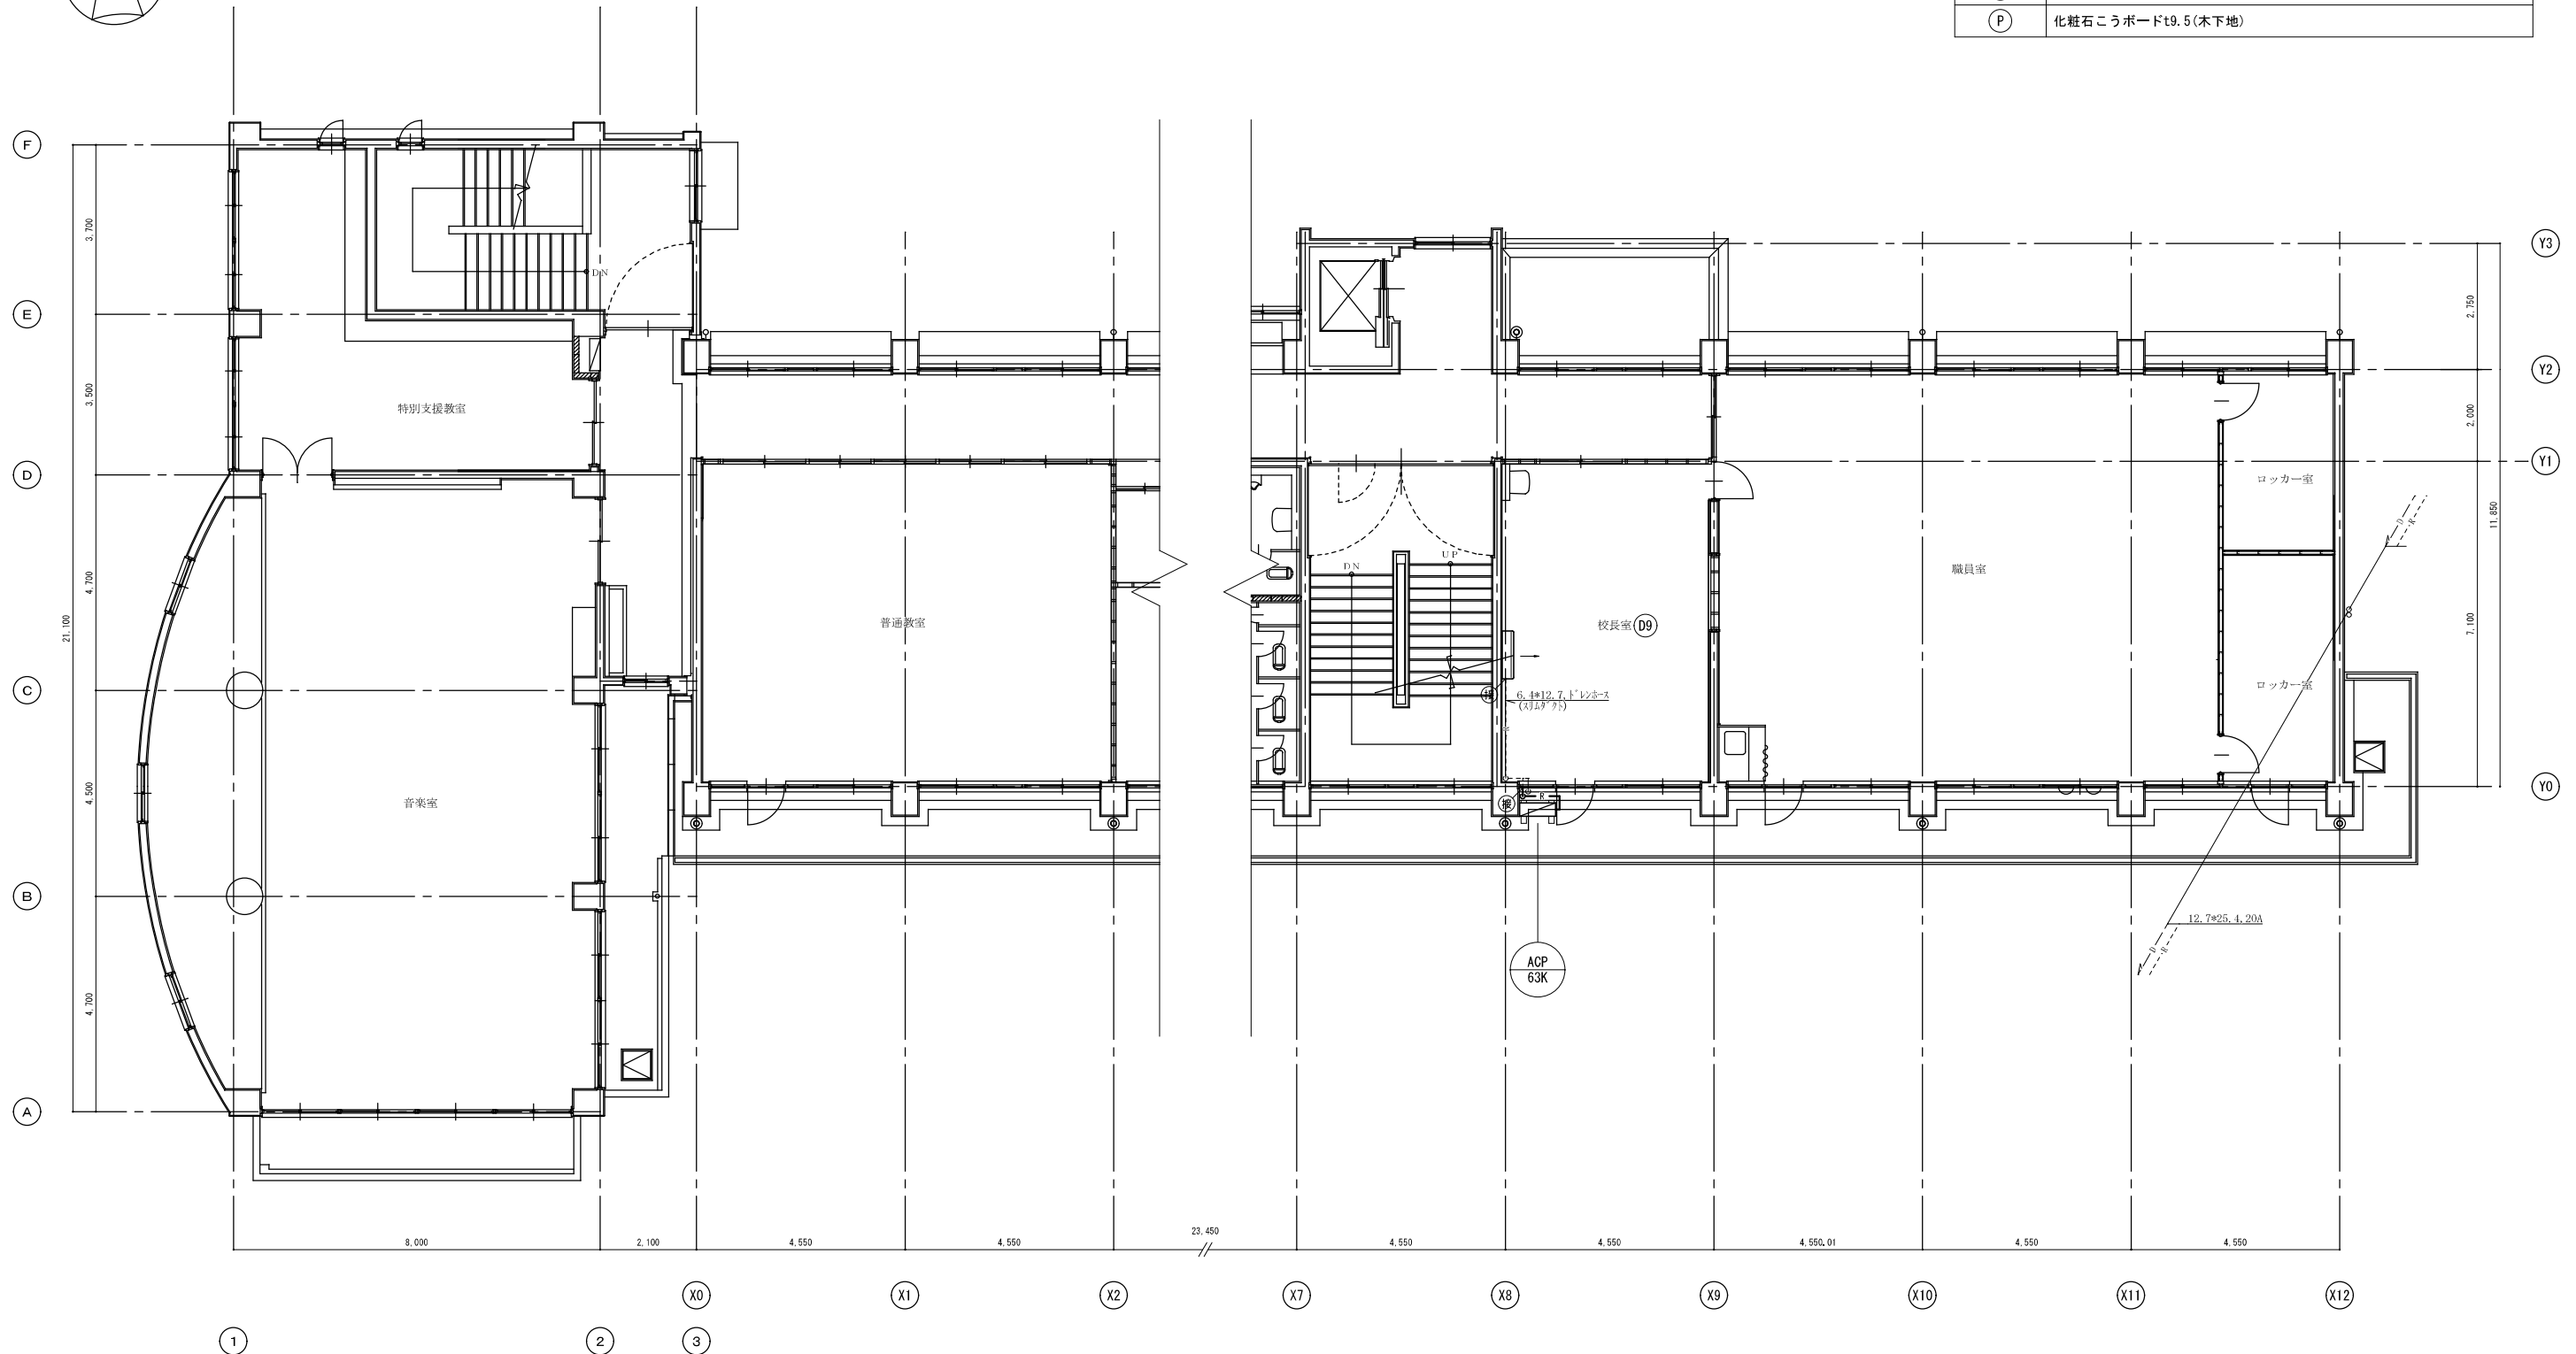 P 化粧石こうボードt9.5(木下地)
F
E
D
C
B
A
3,700
3,500
4,700
4,500
4,700
21,100
DN
特別支援教室
音楽室
普通教室
DN
UP
校長室 D9
6.4*12.7,ドレンホース
(スリムダクト)
R
ACP
63K
職員室
ロッカー室
ロッカー室
D
R
12.7*25.4,20A
D
R
Y3
Y2
Y1
Y0
2,750
2,000
7,100
11,850
8,000
2,100
4,550
4,550
23,450
4,550
4,550
4,550.01
4,550
4,550
X0
X1
X2
X7
X8
X9
X10
X11
X12
1
2
3